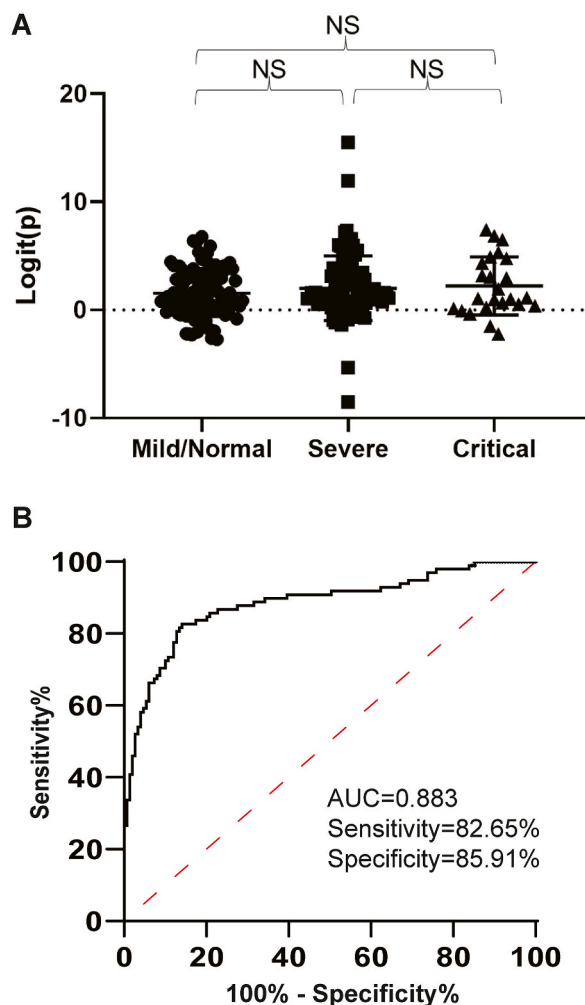 A
NS
NS
NS
20
10
0
-10
Logit(p)
Mild/Normal
Severe
Critical
B
100
80
60
40
20
0
Sensitivity%
AUC=0.883
Sensitivity=82.65%
Specificity=85.91%
0
20
40
60
80
100
100% - Specificity%